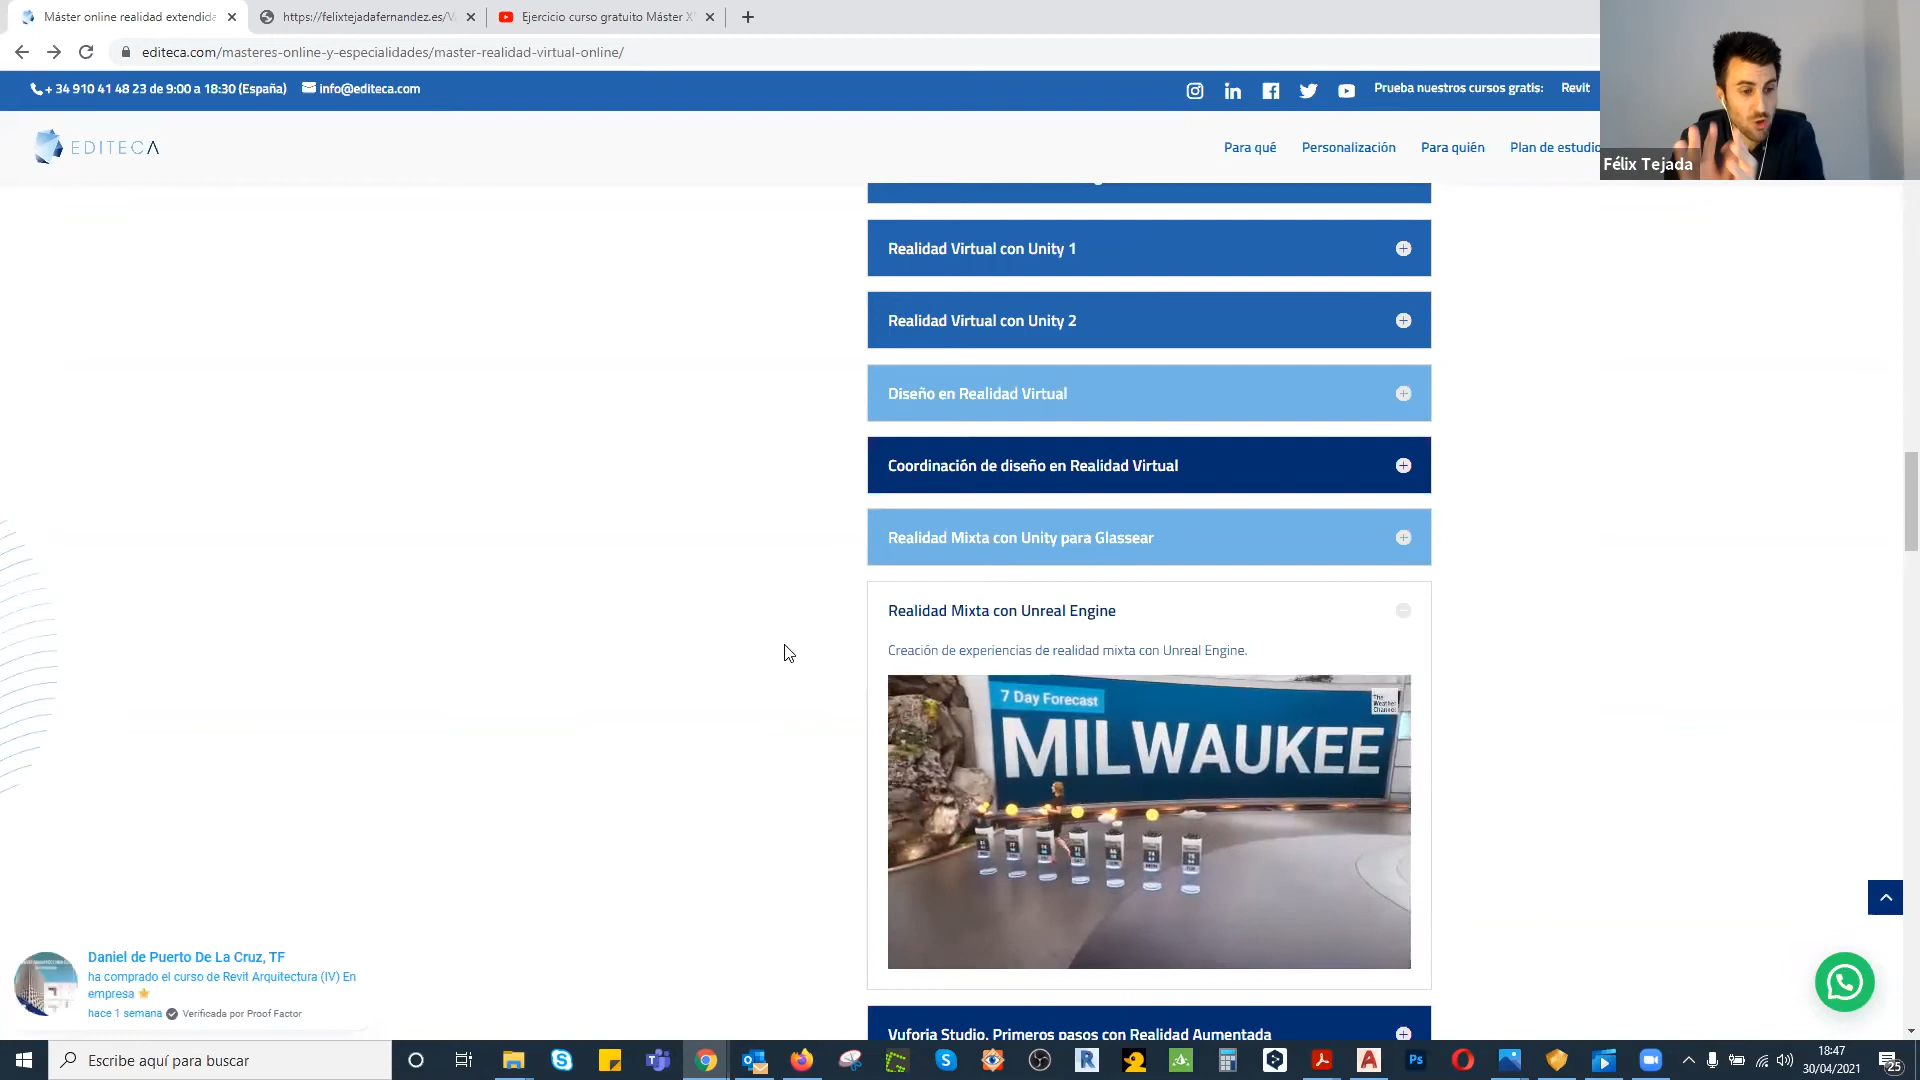 Máster online realidad extendida
https://felixtejadafernandez.es/V
Ejercicio curso gratuito Máster X
editeca.com/masteres-online-y-especialidades/master-realidad-virtual-online/
+ 34 910 41 48 23 de 9:00 a 18:30 (España)
info@editeca.com
Prueba nuestros cursos gratis:
Revit
EDITECA
Para qué
Personalización
Para quién
Plan de estudio
Félix Tejada
Realidad Virtual con Unity 1
Realidad Virtual con Unity 2
Diseño en Realidad Virtual
Coordinación de diseño en Realidad Virtual
Realidad Mixta con Unity para Glassear
Realidad Mixta con Unreal Engine
Creación de experiencias de realidad mixta con Unreal Engine.
7 Day Forecast
The
Weather
Channel
MILWAUKEE
Vuforia Studio. Primeros pasos con Realidad Aumentada
Daniel de Puerto De La Cruz, TF
ha comprado el curso de Revit Arquitectura (IV) En
empresa
hace 1 semana Verificada por Proof Factor
Escribe aquí para buscar
18:47
30/04/2021
25